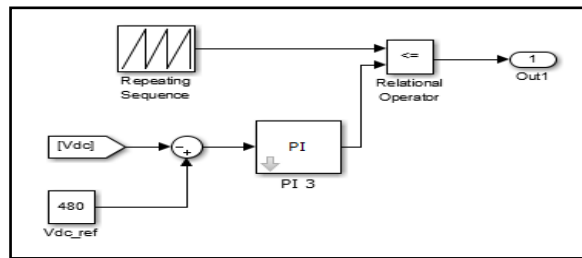 Repeating
Sequence
<=
Relational
Operator
1
Out1
[Vdc]
PI
PI 3
480
Vdc_ref